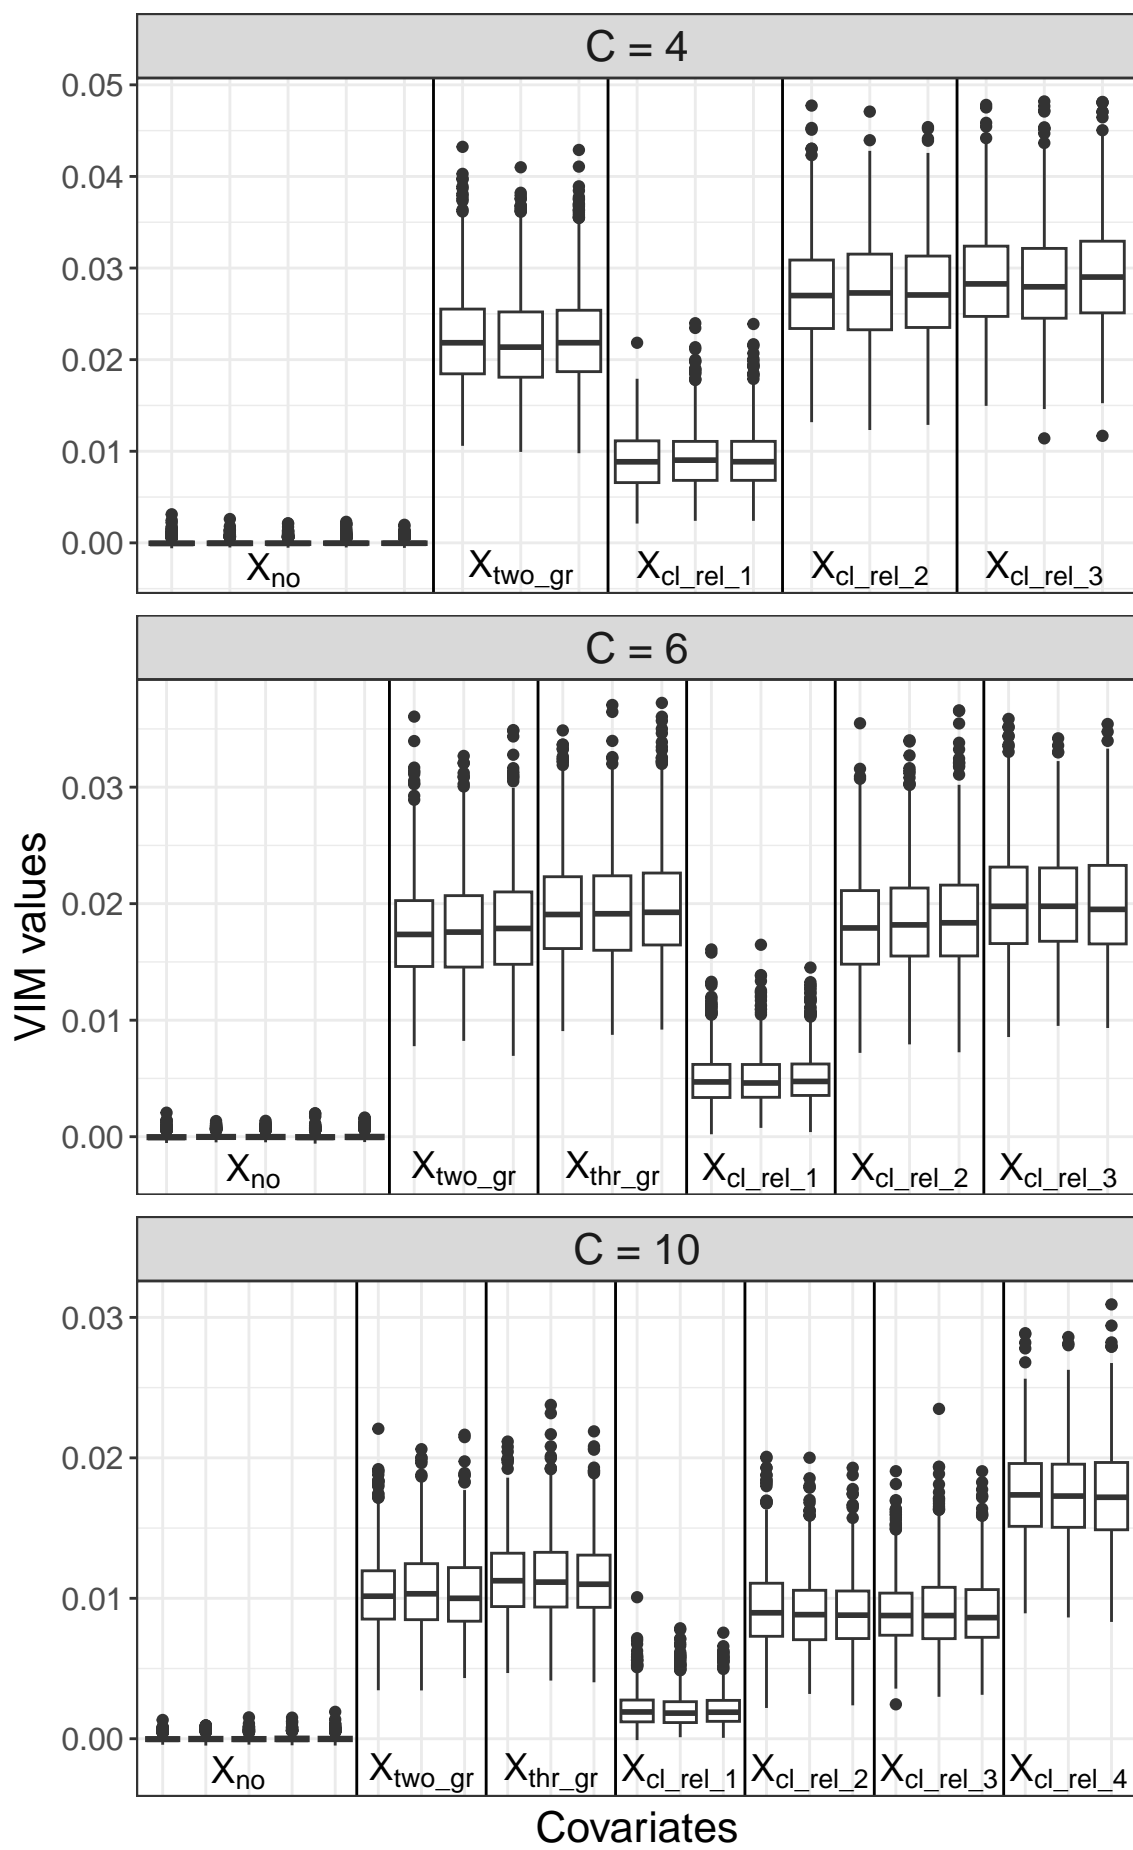 C = 4
0.05
0.04
0.03
0.02
0.01
0.00
X_no X_two_gr X_cl_rel_1 X_cl_rel_2 X_cl_rel_3
C = 6
0.03
0.02
0.01
0.00
X_no X_two_gr X_thr_gr X_cl_rel_1 X_cl_rel_2 X_cl_rel_3
VIM values
C = 10
0.03
0.02
0.01
0.00
X_no X_two_gr X_thr_gr X_cl_rel_1 X_cl_rel_2 X_cl_rel_3 X_cl_rel_4
Covariates